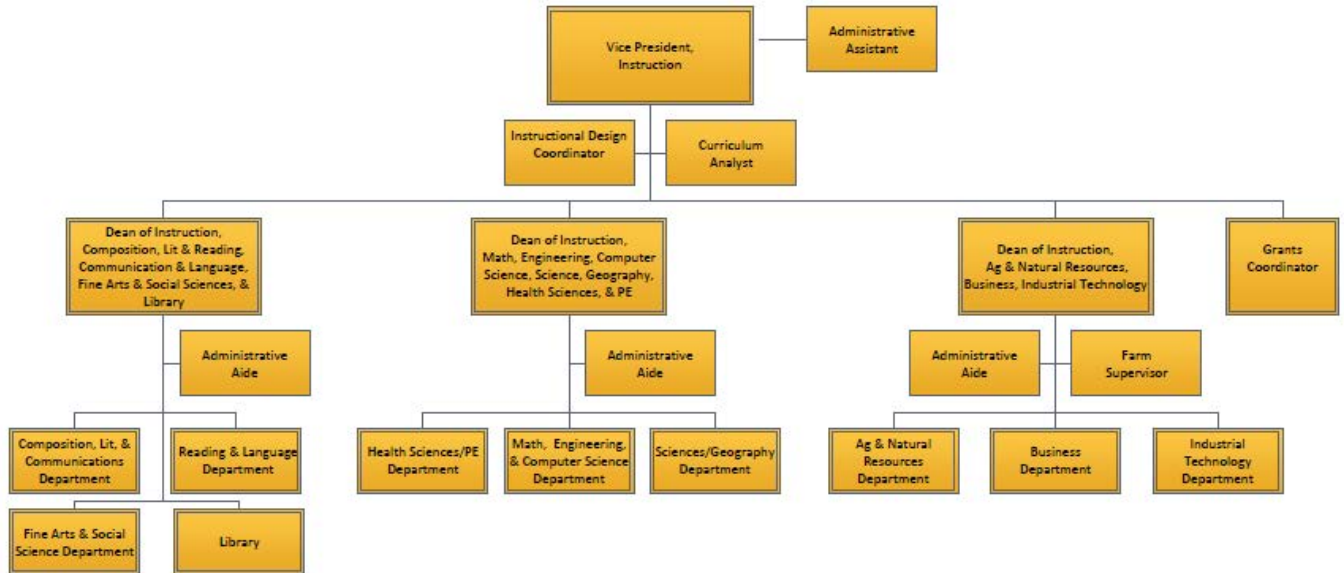 Vice President,
Instruction
Administrative
Assistant
Instructional Design
Coordinator
Curriculum
Analyst
Dean of Instruction,
Composition, Lit & Reading,
Communication & Language,
Fine Arts & Social Sciences, &
Library
Dean of Instruction,
Math, Engineering, Computer
Science, Science, Geography,
Health Sciences, & PE
Dean of Instruction,
Ag & Natural Resources,
Business, Industrial Technology
Grants
Coordinator
Administrative
Aide
Administrative
Aide
Administrative
Aide
Farm
Supervisor
Composition, Lit, &
Communications
Department
Reading & Language
Department
Health Sciences/PE
Department
Math, Engineering,
& Computer Science
Department
Sciences/Geography
Department
Ag & Natural
Resources
Department
Business
Department
Industrial
Technology
Department
Fine Arts & Social
Science Department
Library